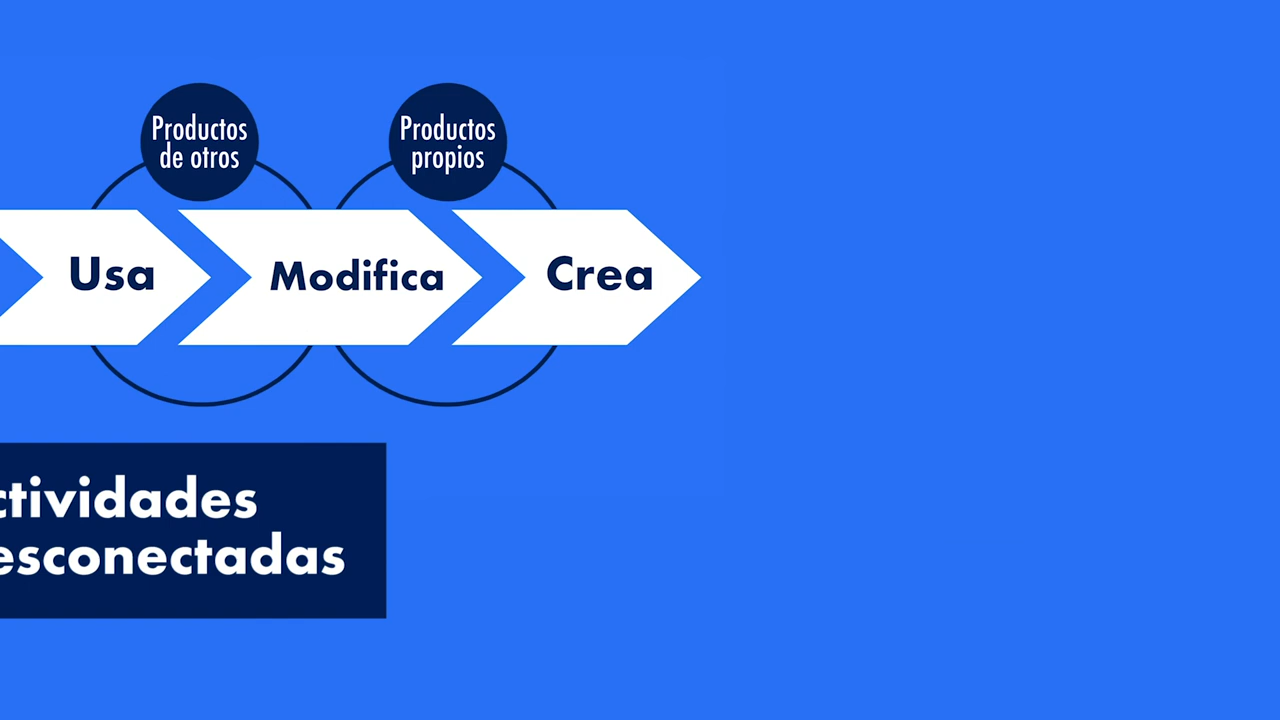 Productos
de otros
Productos
propios
Usa
Modifica
Crea
ctividades
esconectadas